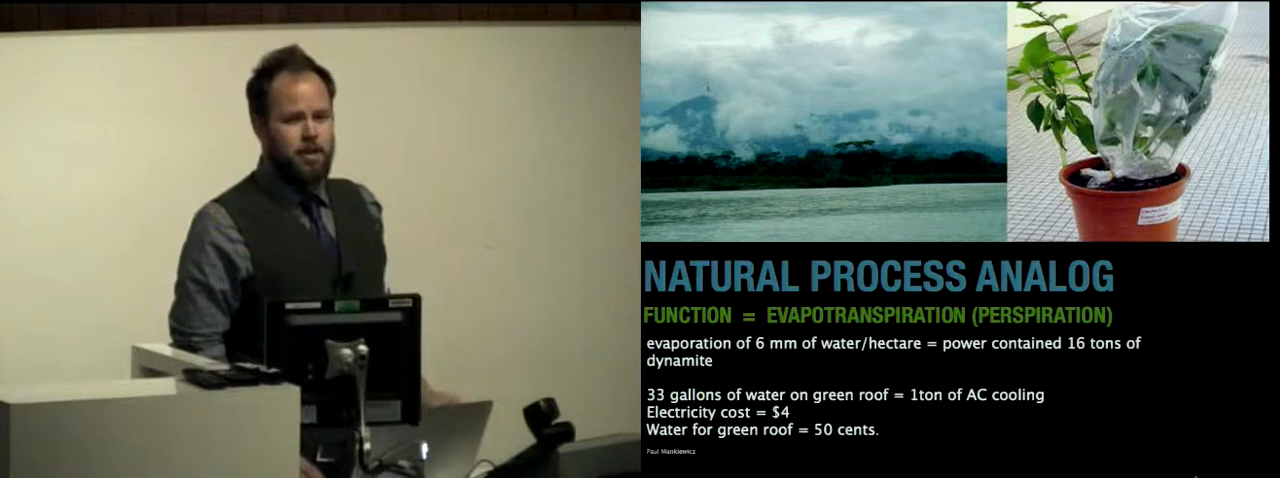 NATURAL PROCESS ANALOG
FUNCTION = EVAPOTRANSPIRATION (PERSPIRATION)
evaporation of 6 mm of water/hectare = power contained 16 tons of
dynamite
33 gallons of water on green roof = 1ton of AC cooling
Electricity cost = $4
Water for green roof = 50 cents.
Paul Mankiewicz